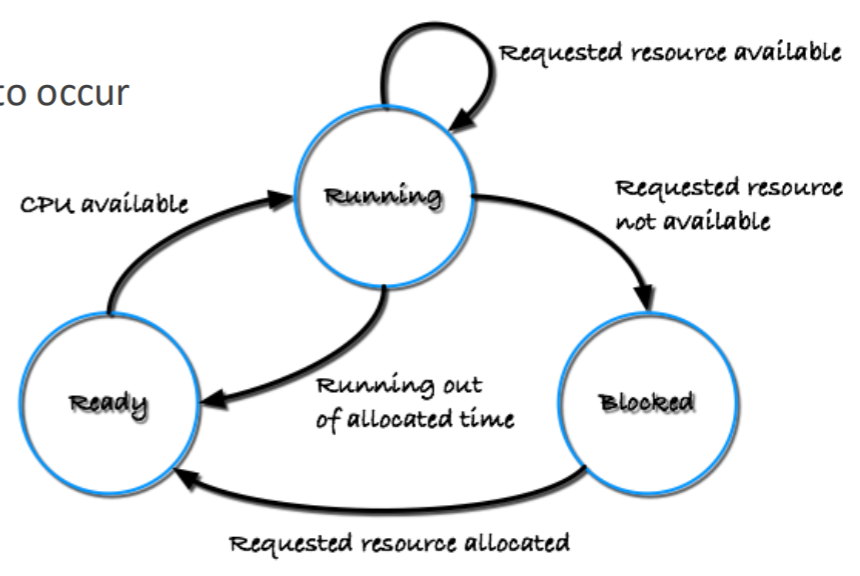 Requested resource available
to occur
Requested resource
not available
CPU available
Running
Running out
of allocated time
Ready
Blocked
Requested resource allocated